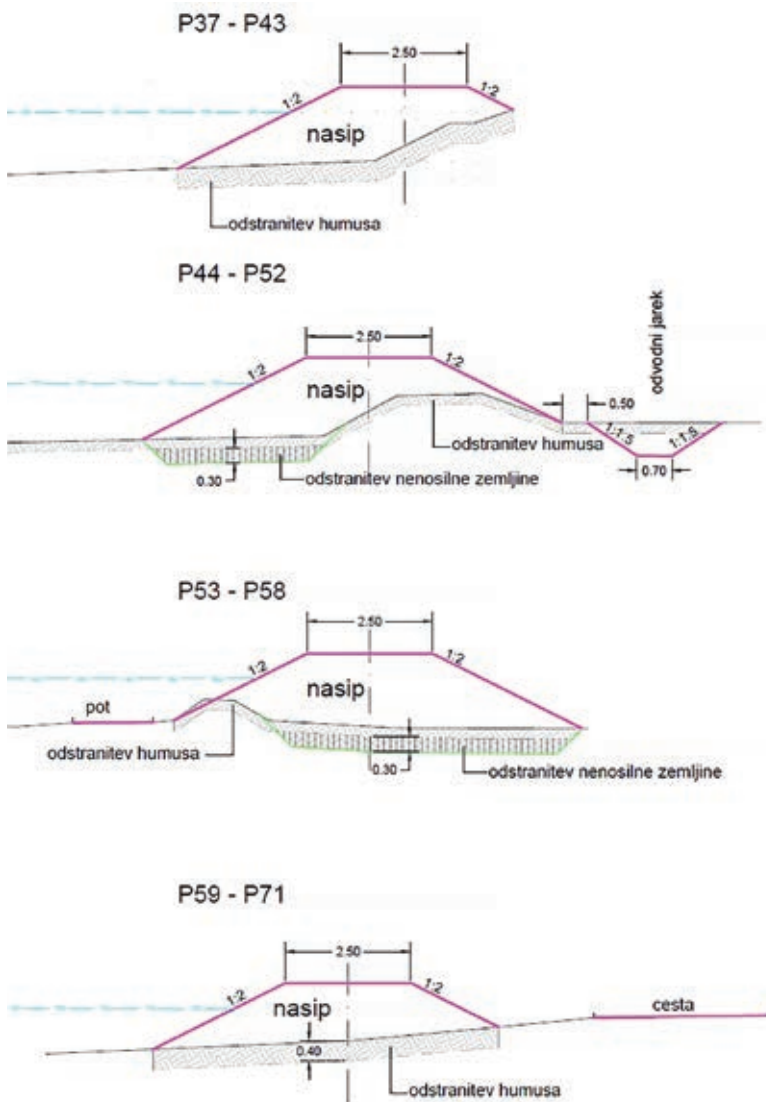 P37 - P43
2.50
1:2
1:2
nasip
odstranitev humusa
P44 - P52
2.50
1:2
1:2
nasip
odvodni jarek
0.50
1:1.5
1:1.5
0.70
odstranitev humusa
0.30
odstranitev nenosilne zemljine
P53 - P58
2.50
1:2
1:2
nasip
pot
odstranitev humusa
0.30
odstranitev nenosilne zemljine
P59 - P71
2.50
1:2
1:2
nasip
cesta
0.40
odstranitev humusa